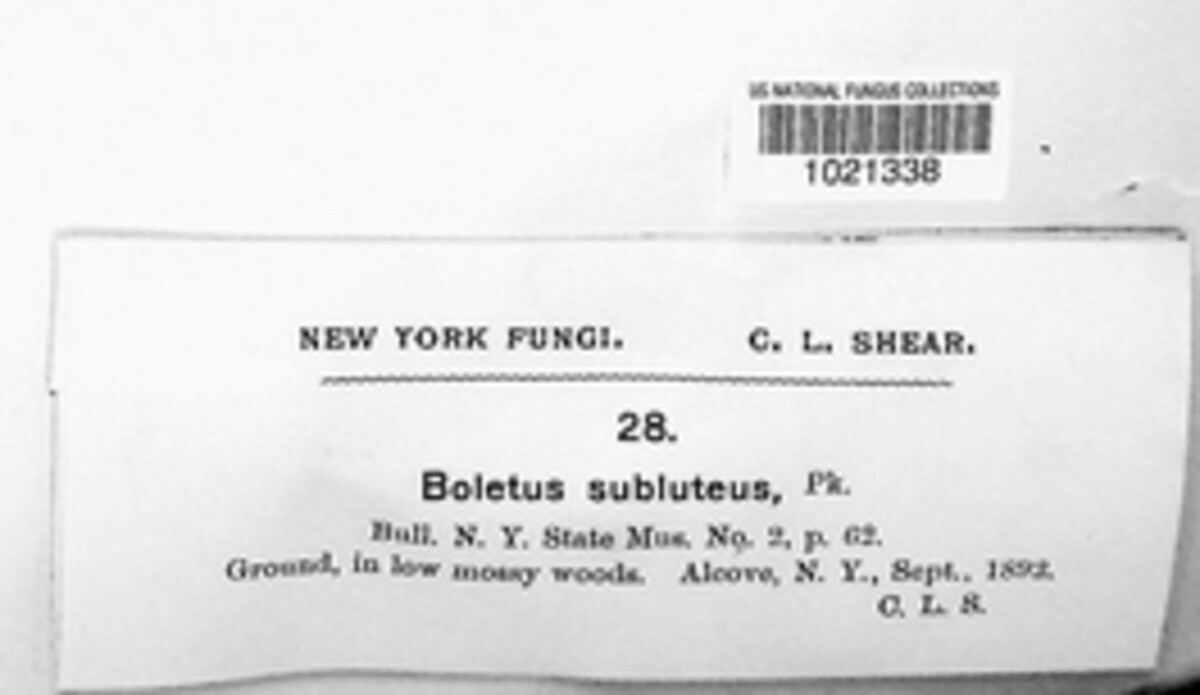 US NATIONAL FUNGUS COLLECTIONS
1021338
NEW YORK FUNGI. C. L. SHEAR.
28.
Boletus subluteus, Pk.
Bull. N. Y. State Mus. No. 2, p. 62.
Ground, in low mossy woods. Alcove, N. Y., Sept., 1892.
C. L. S.